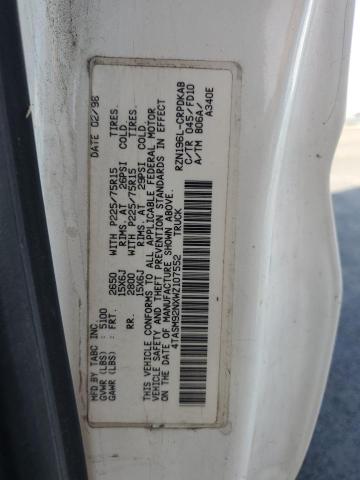 MFD BY TABC INC. DATE 02/98
GVWR (LBS) : 5100
GAWR (LBS) : FRT. 2650 WITH P225/75R15 TIRES.
15X6J RIMS. AT 26PSI COLD.
RR. 2800 WITH P225/75R15 TIRES.
15X6J RIMS. AT 29PSI COLD.
THIS VEHICLE CONFORMS TO ALL APPLICABLE FEDERAL MOTOR
VEHICLE SAFETY AND THEFT PREVENTION STANDARDS IN EFFECT
ON THE DATE OF MANUFACTURE SHOWN ABOVE.
4TASM92NXWZ107552 TRUCK
RZN196L-CRPDKAB
C/TR 045/FD10
A/TM B06A/
A340E